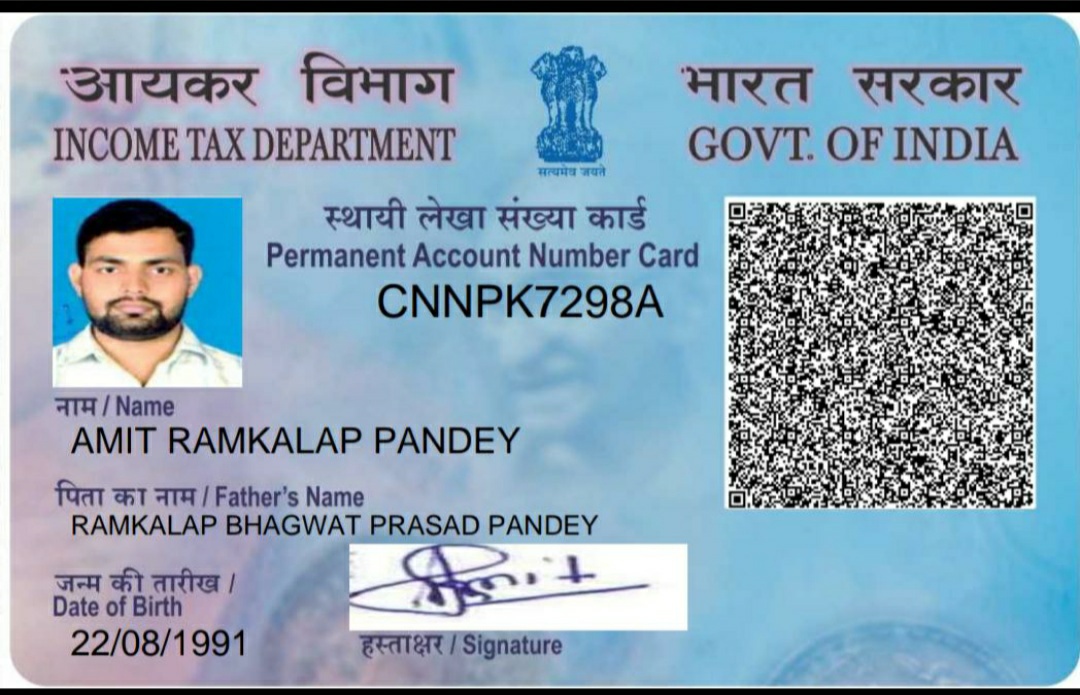 आयकर विभाग
INCOME TAX DEPARTMENT
सत्यमेव जयते
भारत सरकार
GOVT. OF INDIA
स्थायी लेखा संख्या कार्ड
Permanent Account Number Card
CNNPK7298A
नाम / Name
AMIT RAMKALAP PANDEY
पिता का नाम / Father's Name
RAMKALAP BHAGWAT PRASAD PANDEY
जन्म की तारीख /
Date of Birth
22/08/1991
Amit
हस्ताक्षर / Signature